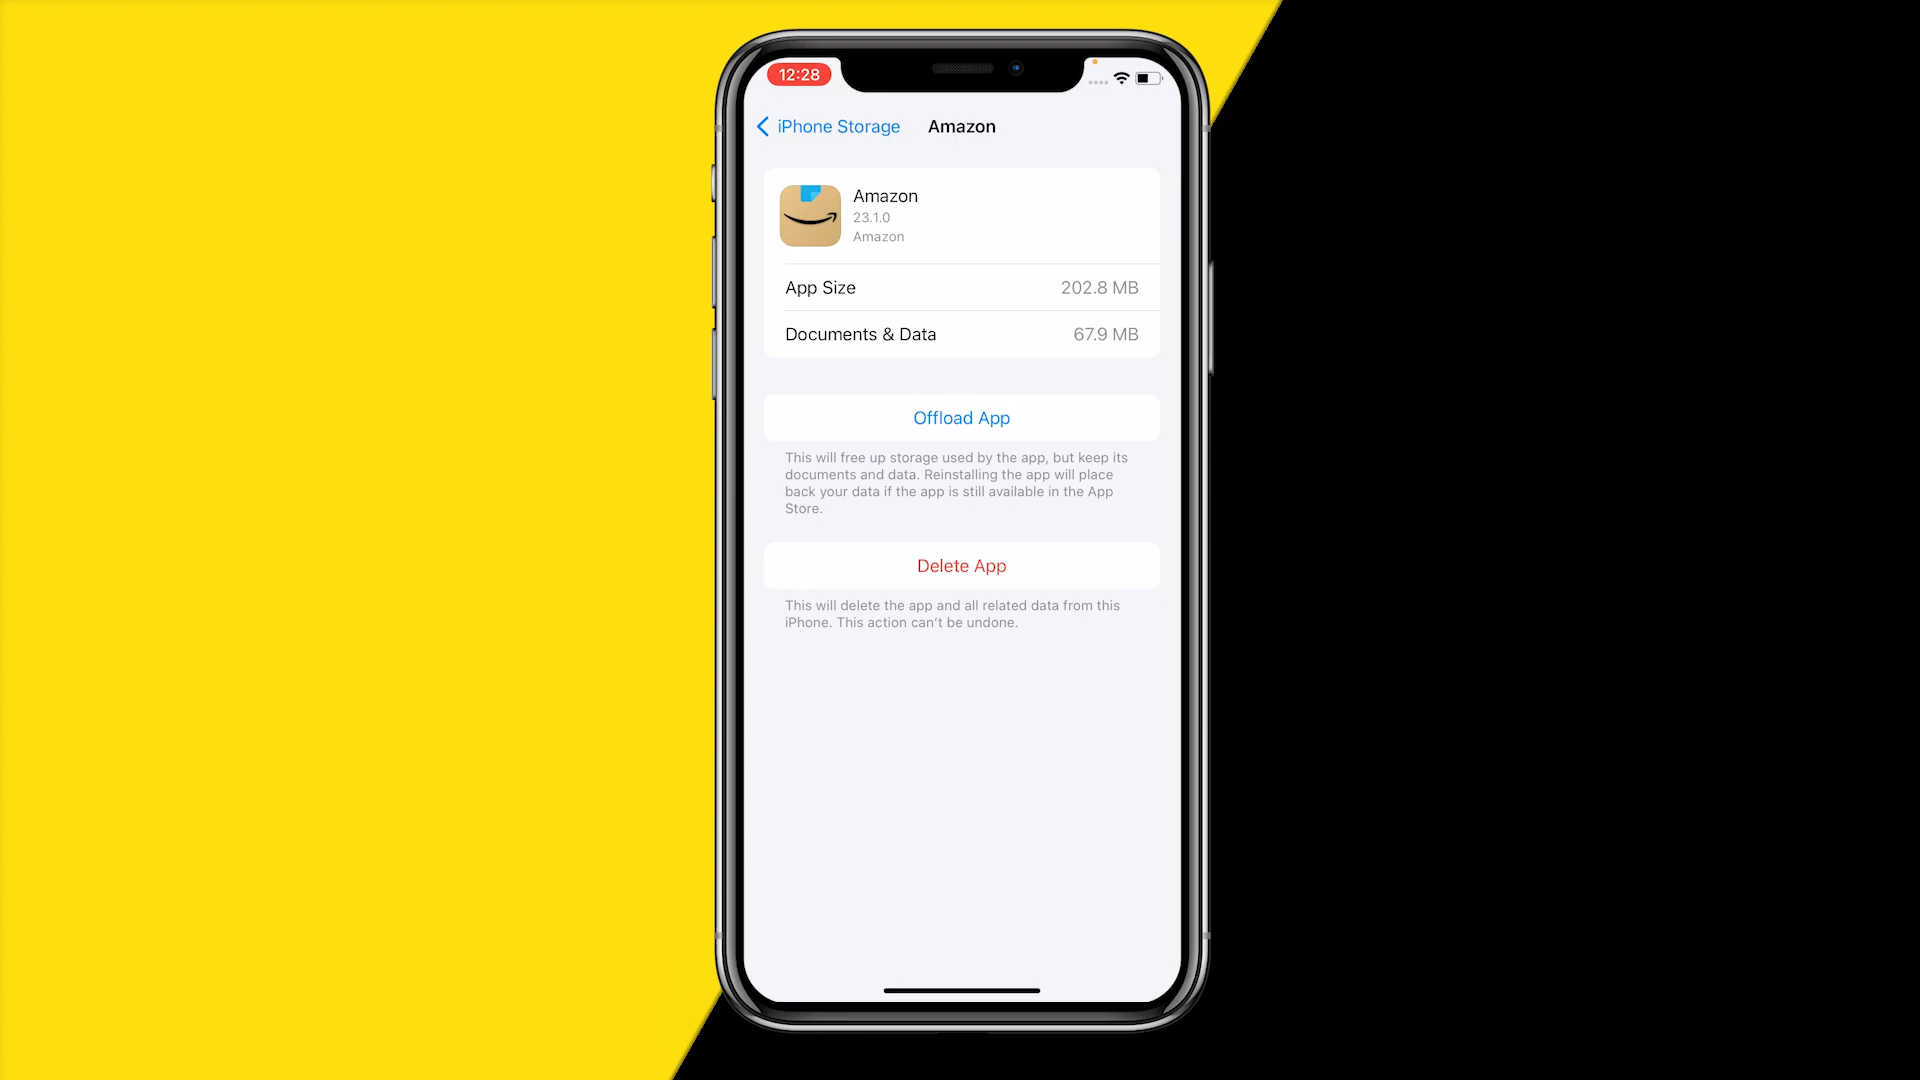 12:28
iPhone Storage
Amazon
Amazon
23.1.0
Amazon
App Size
202.8 MB
Documents & Data
67.9 MB
Offload App
This will free up storage used by the app, but keep its
documents and data. Reinstalling the app will place
back your data if the app is still available in the App
Store.
Delete App
This will delete the app and all related data from this
iPhone. This action can't be undone.